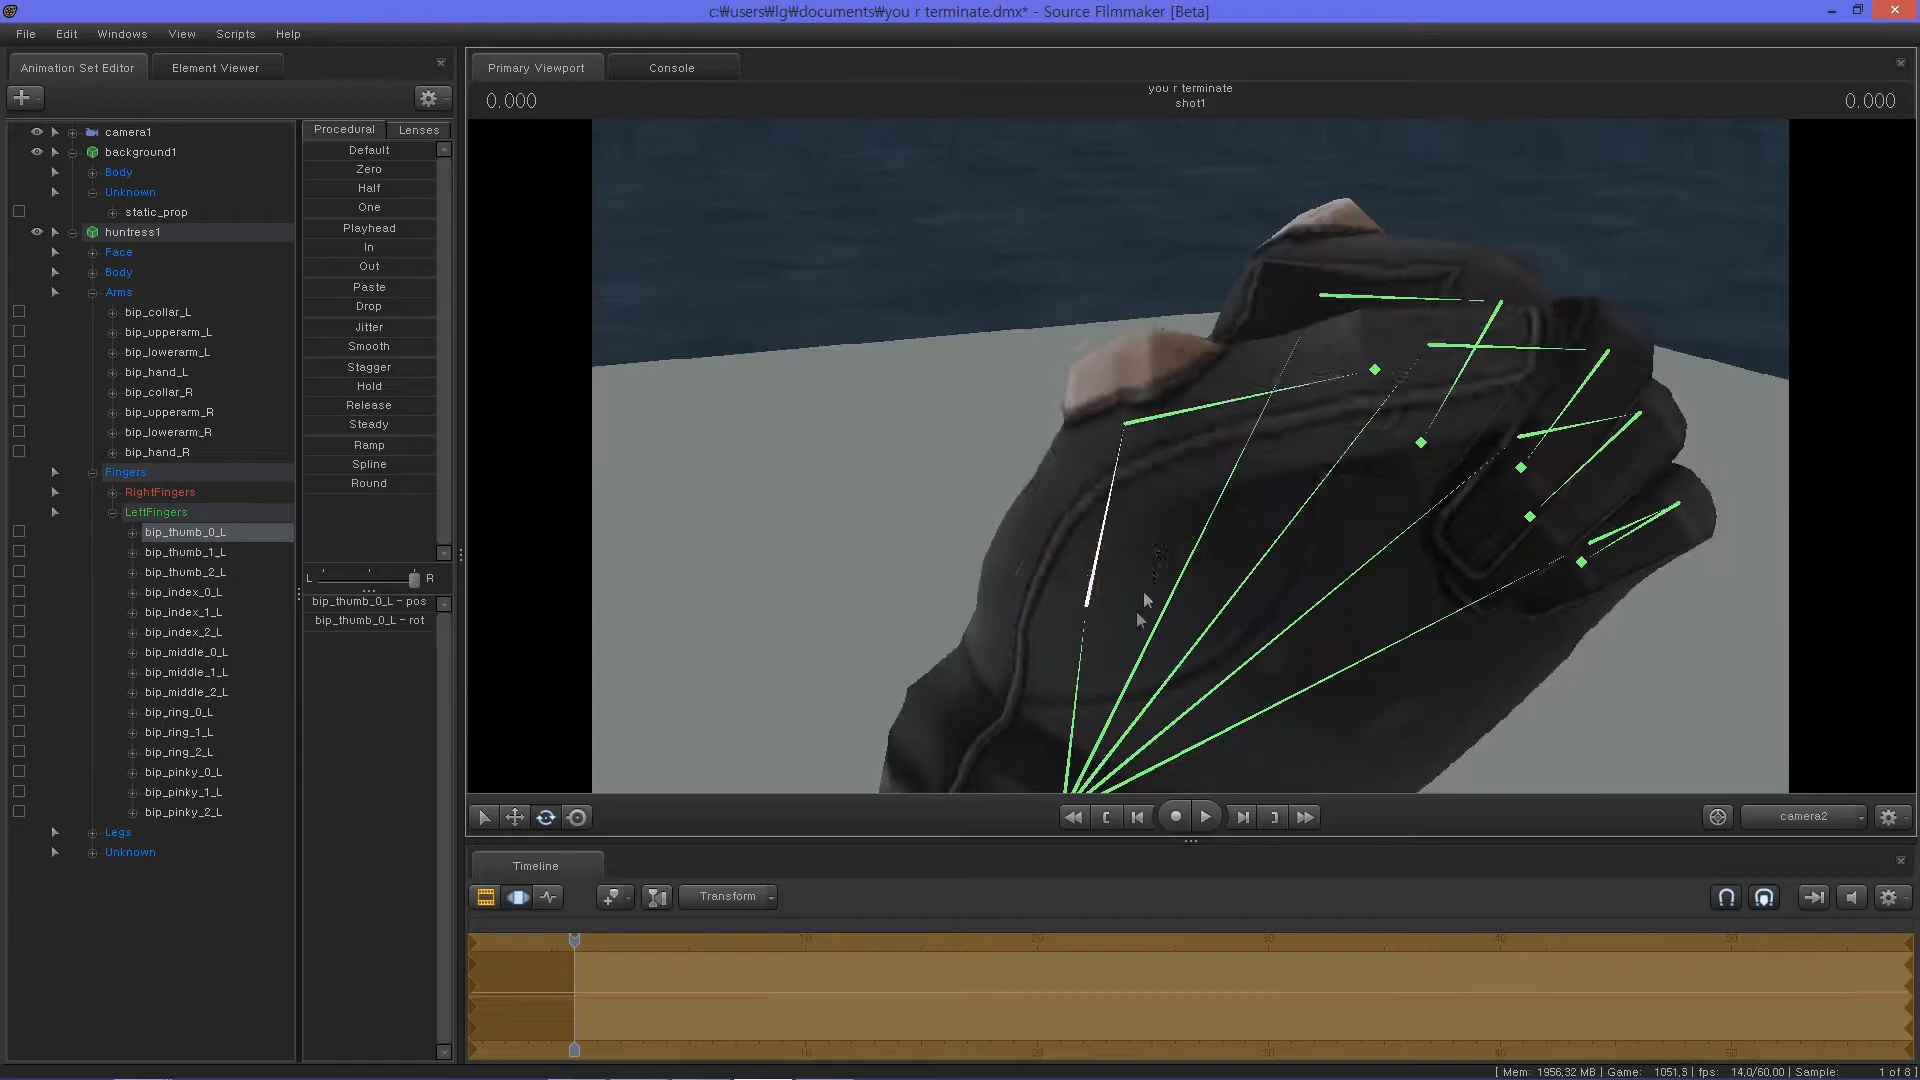 c:₩users₩lg₩documents₩you r terminate.dmx* - Source Filmmaker [Beta]
File Edit Windows View Scripts Help
Animation Set Editor Element Viewer
Primary Viewport Console
0.000
you r terminate
shot1
0.000
camera1
background1
Body
Unknown
static_prop
huntress1
Face
Body
Arms
bip_collar_L
bip_upperarm_L
bip_lowerarm_L
bip_hand_L
bip_collar_R
bip_upperarm_R
bip_lowerarm_R
bip_hand_R
Fingers
RightFingers
LeftFingers
bip_thumb_0_L
bip_thumb_1_L
bip_thumb_2_L
bip_index_0_L
bip_index_1_L
bip_index_2_L
bip_middle_0_L
bip_middle_1_L
bip_middle_2_L
bip_ring_0_L
bip_ring_1_L
bip_ring_2_L
bip_pinky_0_L
bip_pinky_1_L
bip_pinky_2_L
Legs
Unknown
Procedural Lenses
Default
Zero
Half
One
Playhead
In
Out
Paste
Drop
Jitter
Smooth
Stagger
Hold
Release
Steady
Ramp
Spline
Round
L R
bip_thumb_0_L - pos
bip_thumb_0_L - rot
camera2
Timeline
Transform
10 20 30 40 50
10 20 30 40 50
[ Mem: 1956,32 MB | Game: 1051,3 | fps: 14,0/60,00 | Sample: 1 of 8 ]